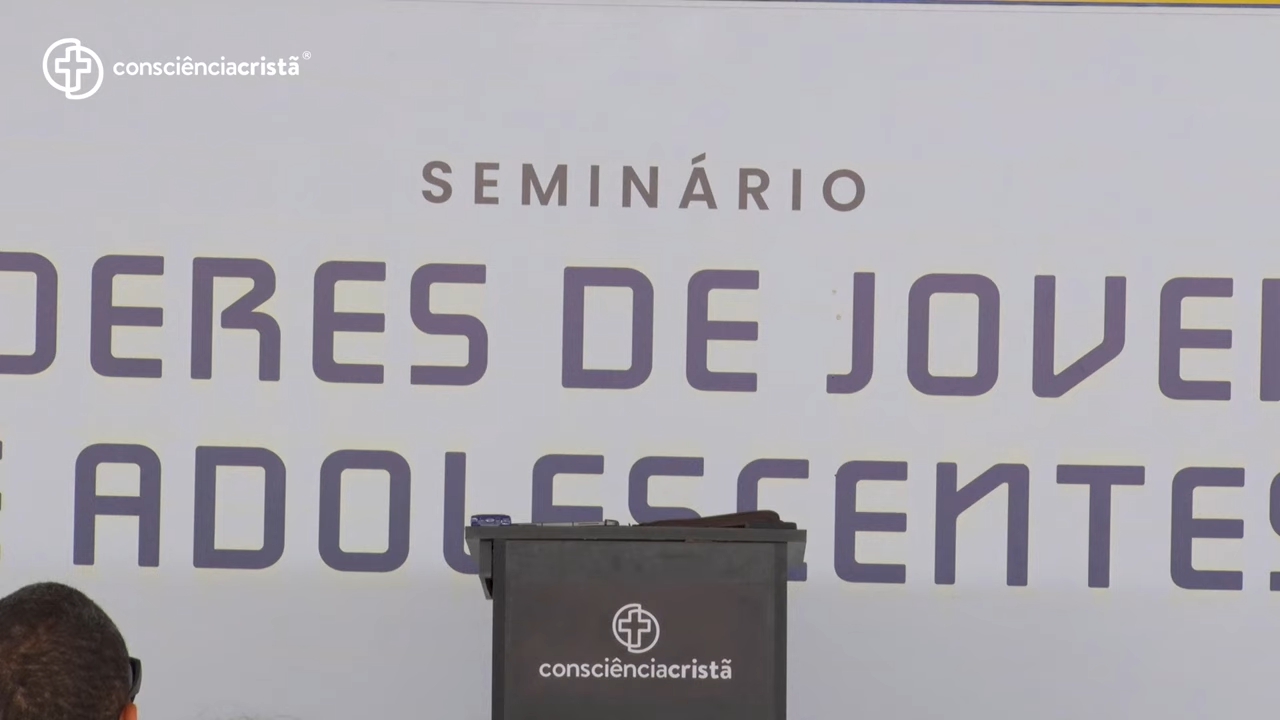 consciênciacristã®
SEMINÁRIO
DERES DE JOVE
E ADOLESCENTES
consciênciacristã